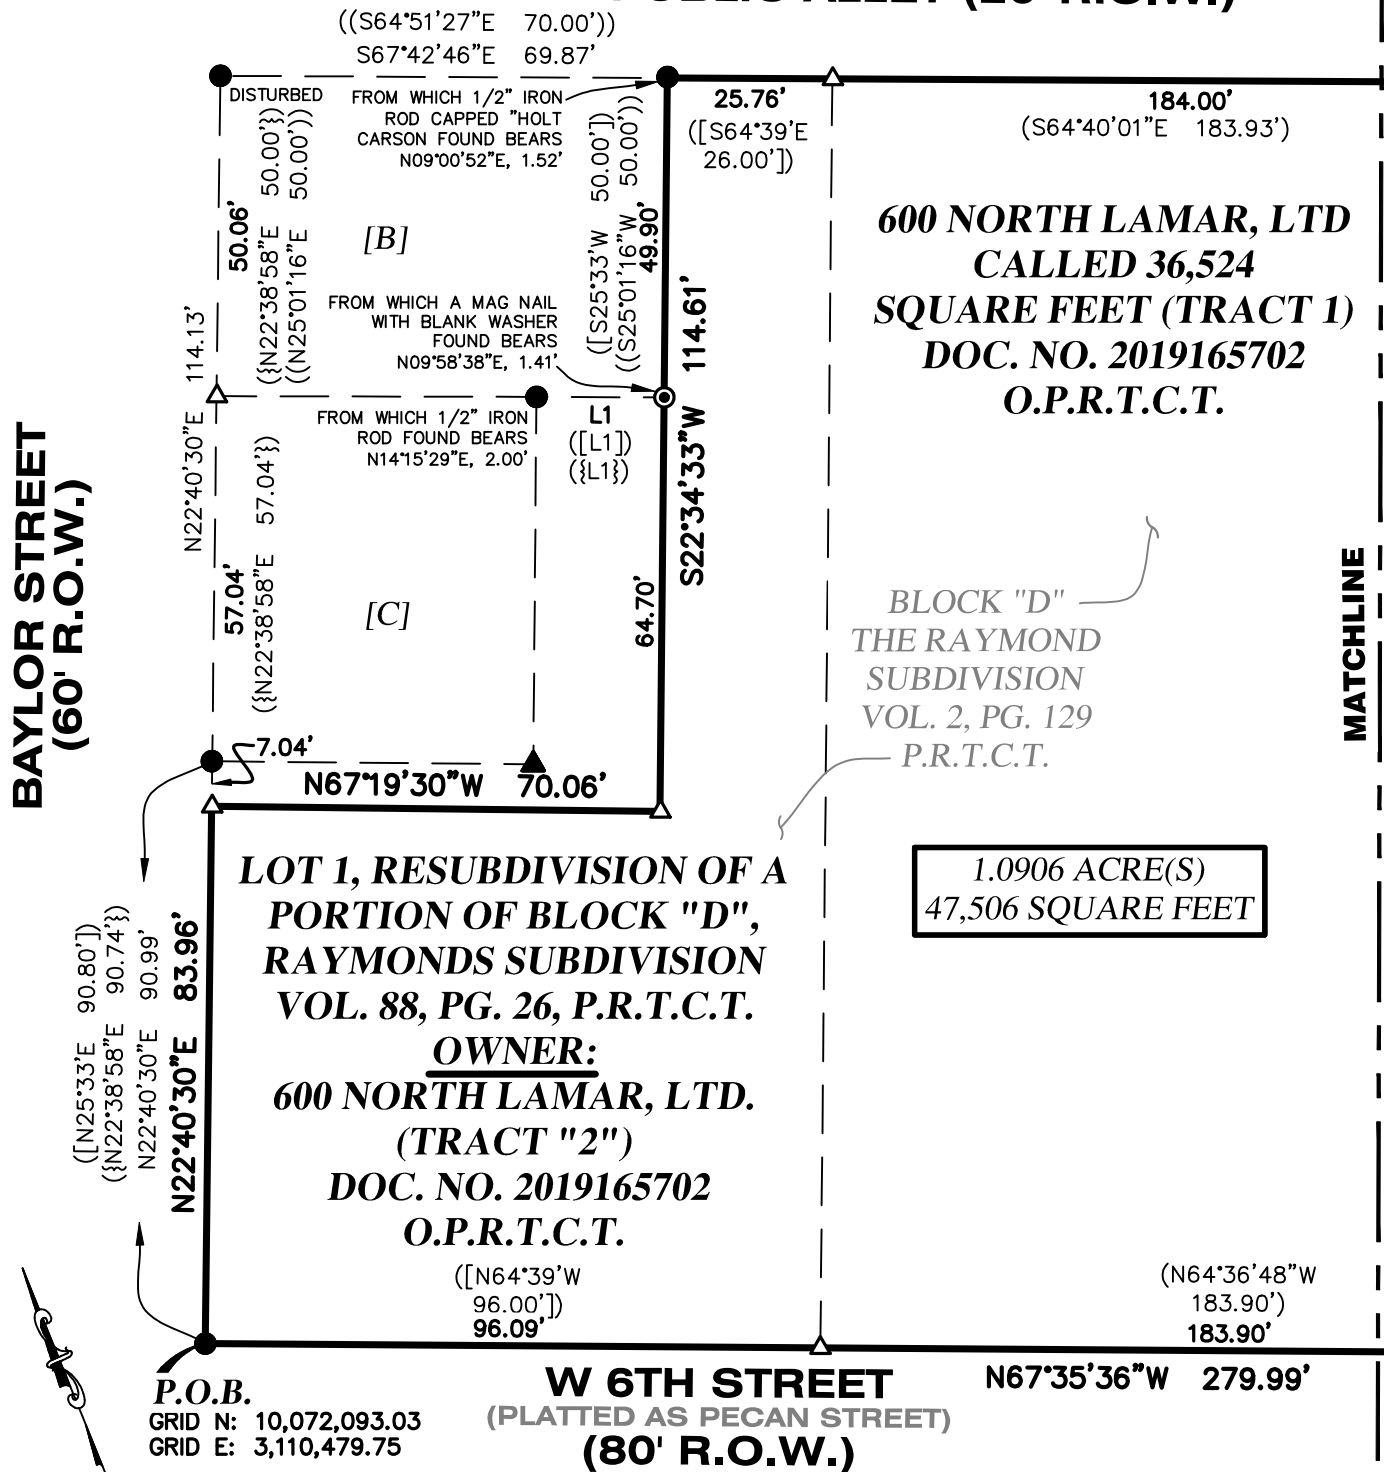 ((S64°51'27"E 70.00'))
S67°42'46"E 69.87'
DISTURBED
FROM WHICH 1/2" IRON
ROD CAPPED "HOLT
CARSON FOUND BEARS
N09°00'52"E, 1.52'
25.76'
([S64°39'E
26.00'])
184.00'
(S64°40'01"E 183.93')
50.06'
({N22°38'58"E 50.00'})
((N25°01'16"E 50.00'))
[B]
([S25°33'W 50.00'])
((S25°01'16"W 50.00'))
49.90'
600 NORTH LAMAR, LTD
CALLED 36,524
SQUARE FEET (TRACT 1)
DOC. NO. 2019165702
O.P.R.T.C.T.
FROM WHICH A MAG NAIL
WITH BLANK WASHER
FOUND BEARS
N09°58'38"E, 1.41'
N22°40'30"E 114.13'
S22°34'33"W 114.61'
FROM WHICH 1/2" IRON
ROD FOUND BEARS
N14°15'29"E, 2.00'
L1
([L1])
({L1})
BAYLOR STREET
(60' R.O.W.)
57.04'
({N22°38'58"E 57.04'})
[C]
64.70'
BLOCK "D"
THE RAYMOND
SUBDIVISION
VOL. 2, PG. 129
P.R.T.C.T.
MATCHLINE
7.04'
N67°19'30"W 70.06'
LOT 1, RESUBDIVISION OF A
PORTION OF BLOCK "D",
RAYMONDS SUBDIVISION
VOL. 88, PG. 26, P.R.T.C.T.
OWNER:
600 NORTH LAMAR, LTD.
(TRACT "2")
DOC. NO. 2019165702
O.P.R.T.C.T.
1.0906 ACRE(S)
47,506 SQUARE FEET
([N25°33'E 90.80'])
({N22°38'58"E 90.74'})
N22°40'30"E 90.99'
N22°40'30"E 83.96'
([N64°39'W
96.00'])
96.09'
(N64°36'48"W
183.90')
183.90'
P.O.B.
GRID N: 10,072,093.03
GRID E: 3,110,479.75
W 6TH STREET
(PLATTED AS PECAN STREET)
(80' R.O.W.)
N67°35'36"W 279.99'